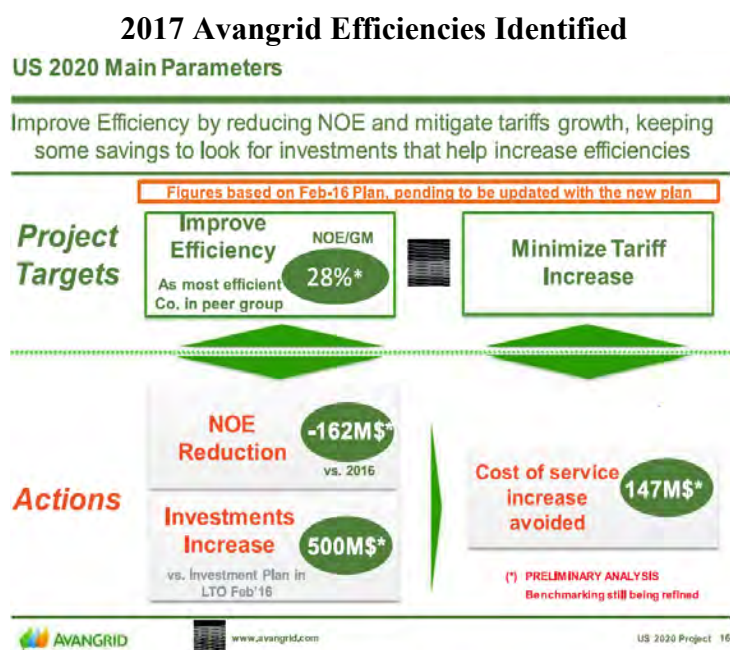 2017 Avangrid Efficiencies Identified
US 2020 Main Parameters
Improve Efficiency by reducing NOE and mitigate tariffs growth, keeping
some savings to look for investments that help increase efficiencies
Figures based on Feb-16 Plan, pending to be updated with the new plan
Project
Targets
Improve
Efficiency
As most efficient
Co. in peer group
NOE/GM
28%*
Minimize Tariff
Increase
Actions
NOE
Reduction
-162M$*
vs. 2016
Investments
Increase
500M$*
vs. Investment Plan in
LTO Feb'16
Cost of service
increase
avoided
147M$*
(*) PRELIMINARY ANALYSIS
Benchmarking still being refined
AVANGRID
www.avangrid.com
US 2020 Project 16